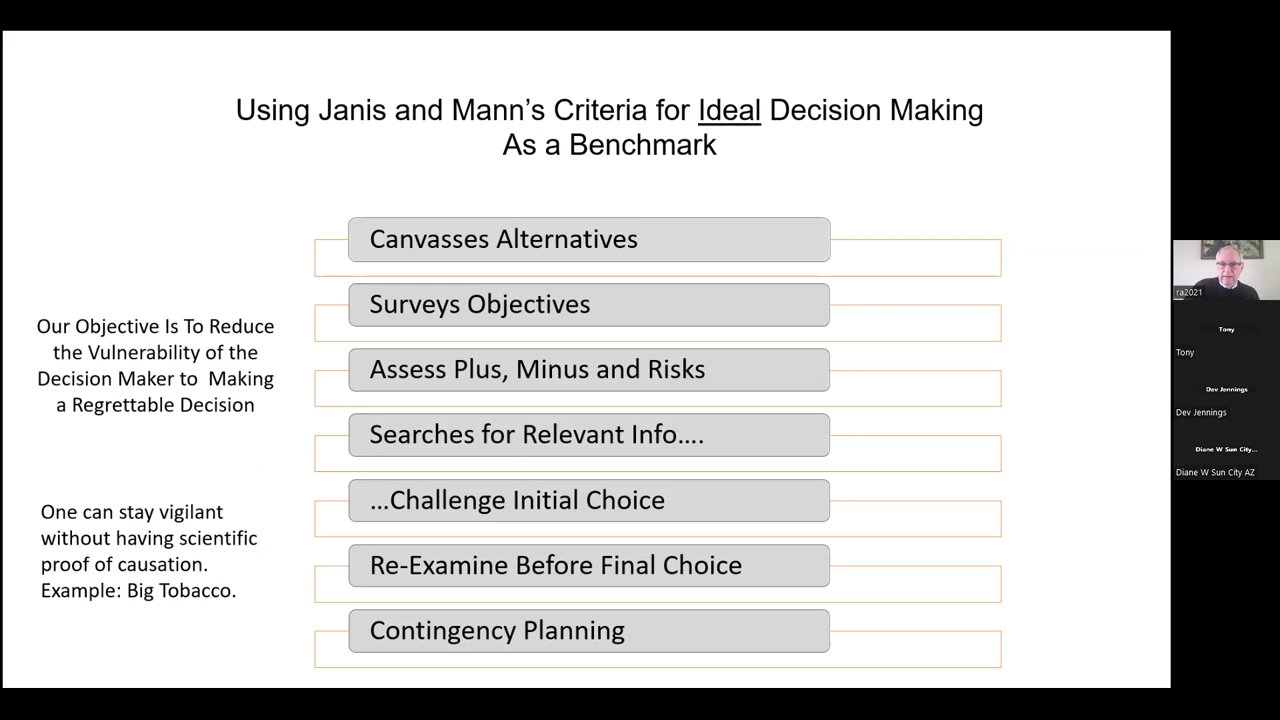 Using Janis and Mann’s Criteria for Ideal Decision Making
As a Benchmark
Canvasses Alternatives
Surveys Objectives
Assess Plus, Minus and Risks
Searches for Relevant Info….
…Challenge Initial Choice
Re-Examine Before Final Choice
Contingency Planning
Our Objective Is To Reduce
the Vulnerability of the
Decision Maker to Making
a Regrettable Decision
One can stay vigilant
without having scientific
proof of causation.
Example: Big Tobacco.
ra2021
Tony
Tony
Dev Jennings
Dev Jennings
Diane W Sun City...
Diane W Sun City AZ